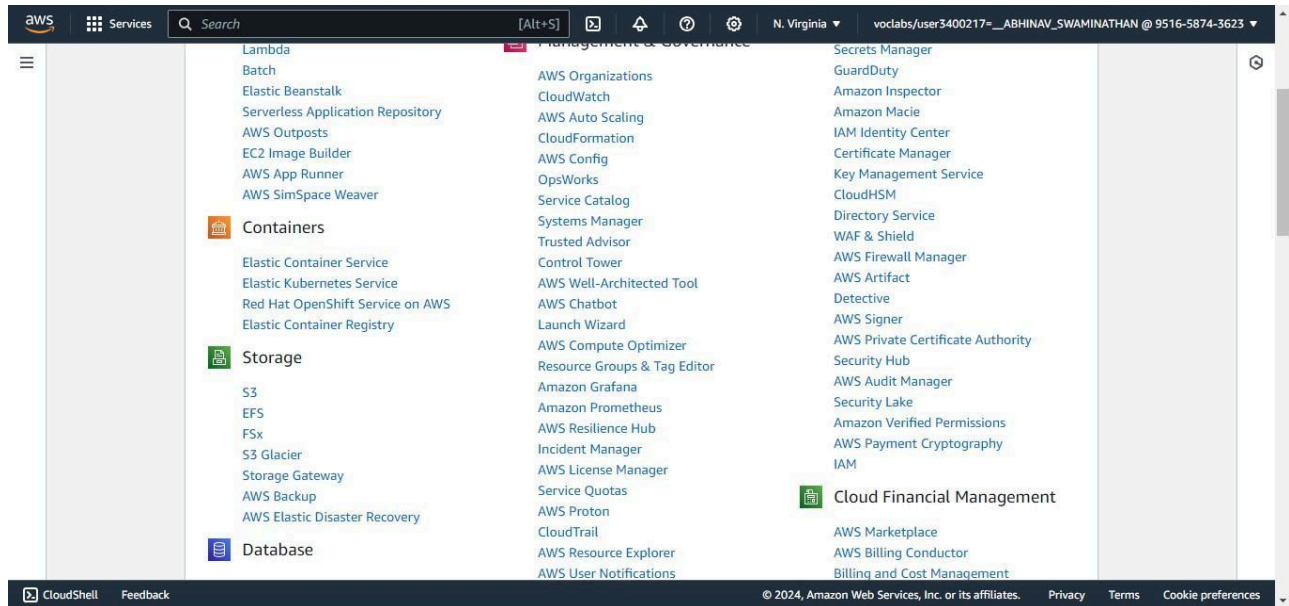 aws
Services
Search [Alt+S]
N. Virginia
voclabs/user3400217=__ABHINAV_SWAMINATHAN @ 9516-5874-3623
Lambda
Batch
Elastic Beanstalk
Serverless Application Repository
AWS Outposts
EC2 Image Builder
AWS App Runner
AWS SimSpace Weaver
Containers
Elastic Container Service
Elastic Kubernetes Service
Red Hat OpenShift Service on AWS
Elastic Container Registry
Storage
S3
EFS
FSx
S3 Glacier
Storage Gateway
AWS Backup
AWS Elastic Disaster Recovery
Database
Management & Governance
AWS Organizations
CloudWatch
AWS Auto Scaling
CloudFormation
AWS Config
OpsWorks
Service Catalog
Systems Manager
Trusted Advisor
Control Tower
AWS Well-Architected Tool
AWS Chatbot
Launch Wizard
AWS Compute Optimizer
Resource Groups & Tag Editor
Amazon Grafana
Amazon Prometheus
AWS Resilience Hub
Incident Manager
AWS License Manager
Service Quotas
AWS Proton
CloudTrail
AWS Resource Explorer
AWS User Notifications
Secrets Manager
GuardDuty
Amazon Inspector
Amazon Macie
IAM Identity Center
Certificate Manager
Key Management Service
CloudHSM
Directory Service
WAF & Shield
AWS Firewall Manager
AWS Artifact
Detective
AWS Signer
AWS Private Certificate Authority
Security Hub
AWS Audit Manager
Security Lake
Amazon Verified Permissions
AWS Payment Cryptography
IAM
Cloud Financial Management
AWS Marketplace
AWS Billing Conductor
Billing and Cost Management
CloudShell
Feedback
© 2024, Amazon Web Services, Inc. or its affiliates.
Privacy
Terms
Cookie preferences